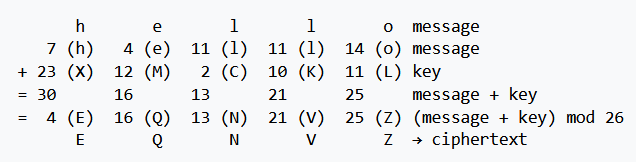 h e l l o message
7 (h) 4 (e) 11 (l) 11 (l) 14 (o) message
+ 23 (X) 12 (M) 2 (C) 10 (K) 11 (L) key
= 30 16 13 21 25 message + key
= 4 (E) 16 (Q) 13 (N) 21 (V) 25 (Z) (message + key) mod 26
E Q N V Z → ciphertext